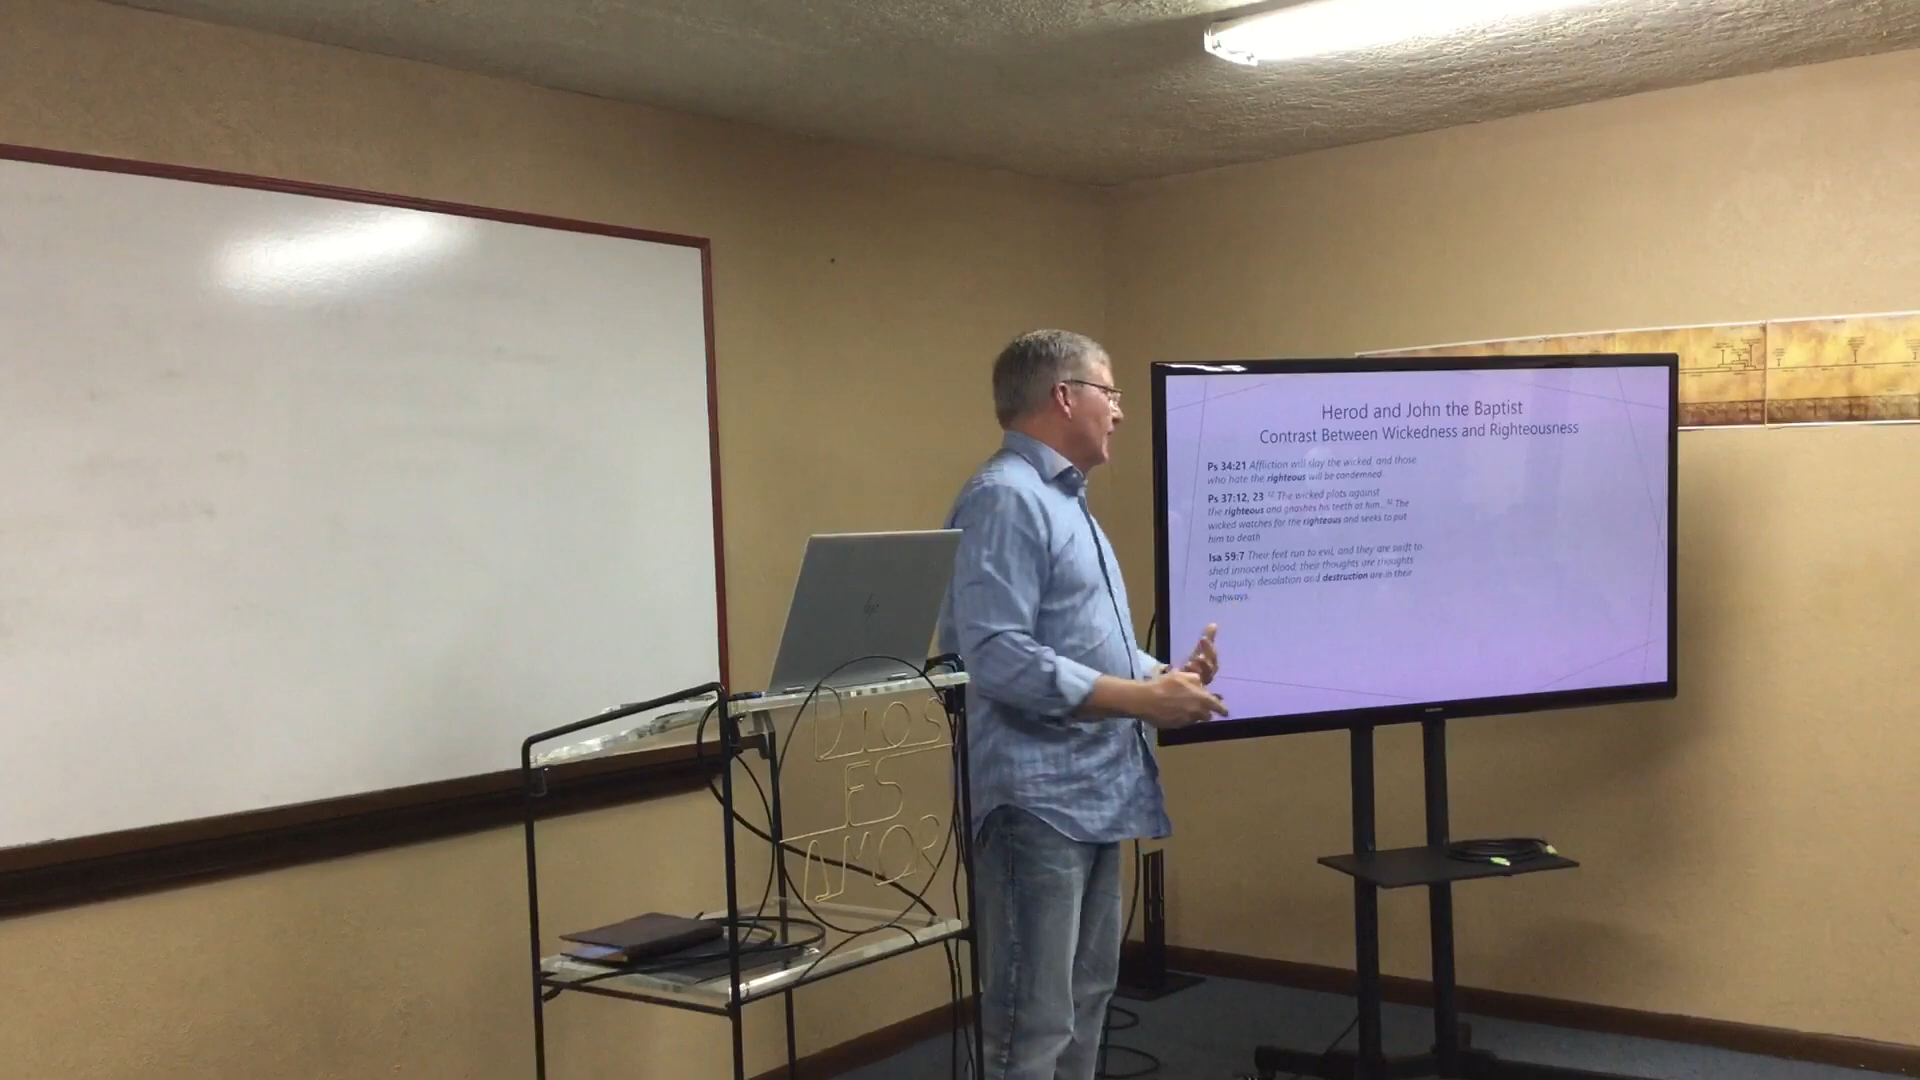 Herod and John the Baptist
Contrast Between Wickedness and Righteousness
Ps 34:21 Affliction will slay the wicked, and those
who hate the righteous will be condemned.
Ps 37:12, 23 12 The wicked plots against
the righteous and gnashes his teeth at him... 32 The
wicked watches for the righteous and seeks to put
him to death
Isa 59:7 Their feet run to evil, and they are swift to
shed innocent blood; their thoughts are thoughts
of iniquity; desolation and destruction are in their
highways.
hp
DIOS
ES
AMOR